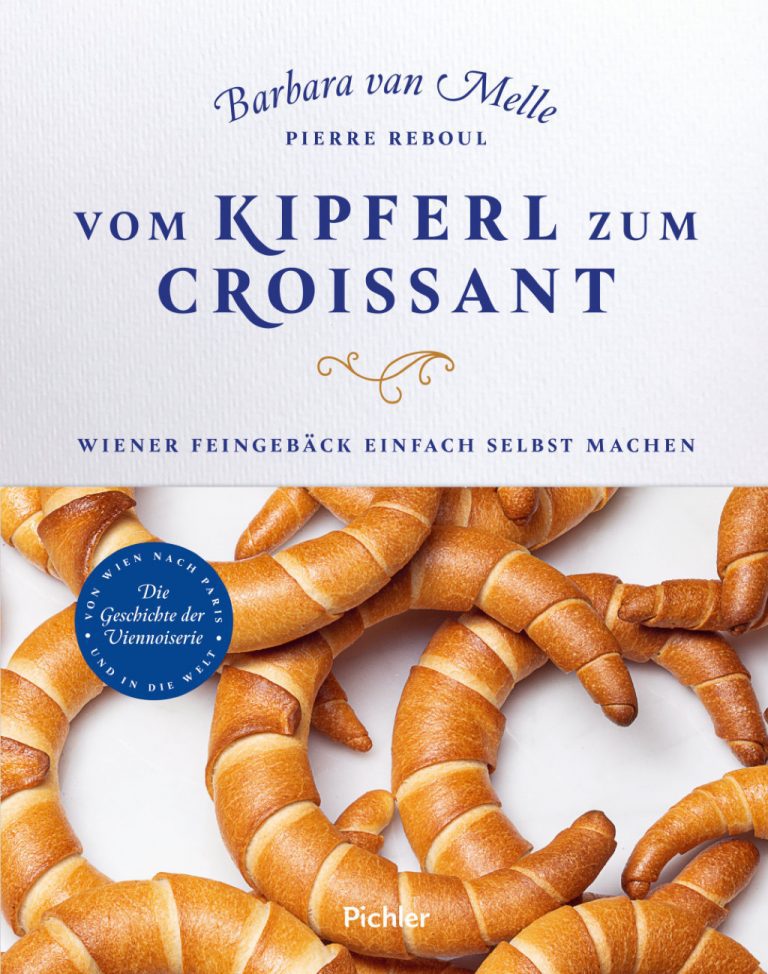 Barbara van Melle
PIERRE REBOUL
VOM KIPFERL ZUM
CROISSANT
WIENER FEINGEBÄCK EINFACH SELBST MACHEN
VON WIEN NACH PARIS
Die
Geschichte der
Viennoiserie
• UND IN DIE WELT •
Pichler